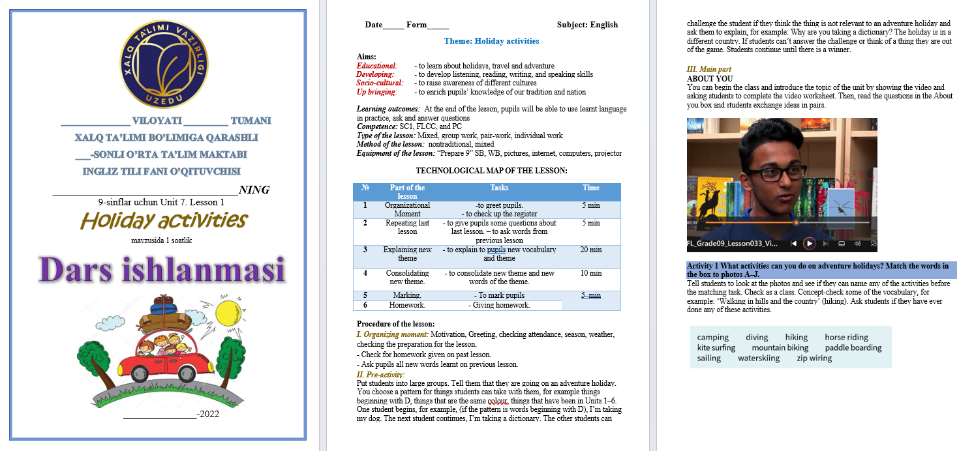 XALQ TA'LIMI VAZIRLIGI
UZEDU
____________ VILOYATI ________ TUMANI
XALQ TA'LIMI BO'LIMIGA QARASHLI
___-SONLI O'RTA TA'LIM MAKTABI
INGLIZ TILI FANI O'QITUVCHISI
______________________________NING
9-sinflar uchun Unit 7. Lesson 1
Holiday activities
mavzusida 1 soatlik
Dars ishlanmasi
________________-2022
Date_____ Form_____ Subject: English
Theme: Holiday activities
Aims:
Educational: - to learn about holidays, travel and adventure
Developing: - to develop listening, reading, writing, and speaking skills
Socio-cultural: - to raise awareness of different cultures
Up bringing: - to enrich pupils' knowledge of our tradition and nation
Learning outcomes: At the end of the lesson, pupils will be able to use learnt language
in practice, ask and answer questions
Competence: SC1, FLCC, and PC
Type of the lesson: Mixed, group work, pair-work, individual work
Method of the lesson: nontraditional, mixed
Equipment of the lesson: "Prepare 9" SB, WB, pictures, internet, computers, projector
TECHNOLOGICAL MAP OF THE LESSON:
№ Part of the lesson Tasks Time
1 Organizational Moment -to greet pupils. - to check up the register 5 min
2 Repeating last lesson - to give pupils some questions about last lesson. – to ask words from previous lesson 5 min
3 Explaining new theme - to explain to pupils new vocabulary and theme 20 min
4 Consolidating new theme. - to consolidate new theme and new words of the theme. 10 min
5 Marking. - To mark pupils 5 min
6 Homework. - Giving homework.
Procedure of the lesson:
I. Organizing moment: Motivation, Greeting, checking attendance, season, weather,
checking the preparation for the lesson.
- Check for homework given on past lesson.
- Ask pupils all new words learnt on previous lesson.
II. Pre-activity:
Put students into large groups. Tell them that they are going on an adventure holiday.
You choose a pattern for things students can take with them, for example things
beginning with D, things that are the same colour, things that have been in Units 1–6.
One student begins, for example, (if the pattern is words beginning with D), I'm taking
my dog. The next student continues, I'm taking a dictionary. The other students can
challenge the student if they think the thing is not relevant to an adventure holiday and
ask them to explain, for example: Why are you taking a dictionary? The holiday is in a
different country. If students can't answer the challenge or think of a thing they are out
of the game. Students continue until there is a winner.
III. Main part
ABOUT YOU
You can begin the class and introduce the topic of the unit by showing the video and
asking students to complete the video worksheet. Then, read the questions in the About
you box and students exchange ideas in pairs.
FL_Grade09_Lesson033_Vi...
Activity 1 What activities can you do on adventure holidays? Match the words in
the box to photos A–J.
Tell students to look at the photos and see if they can name any of the activities before
the matching task. Check as a class. Concept-check some of the vocabulary, for
example: 'Walking in hills and the country' (hiking). Ask students if they have ever
done any of these activities.
camping diving hiking horse riding
kite surfing mountain biking paddle boarding
sailing waterskiing zip wiring